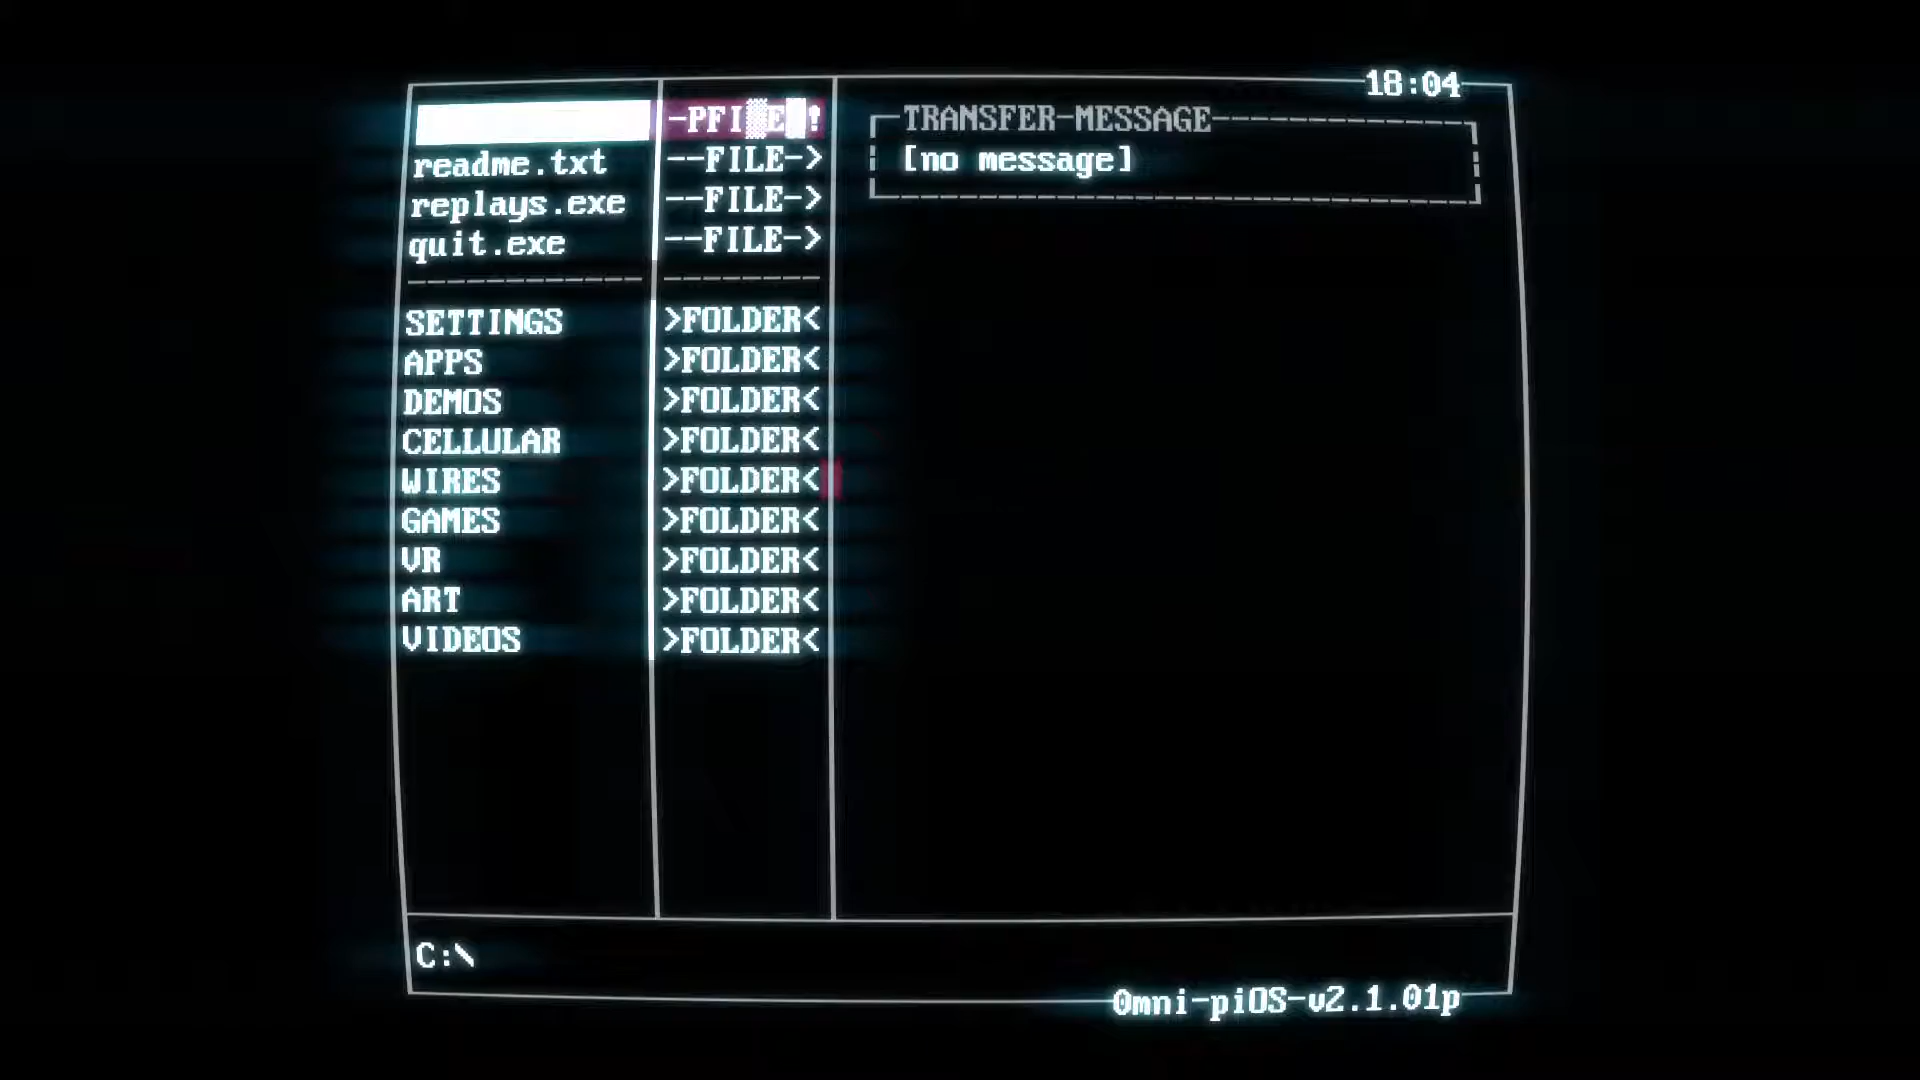 18:04
TRANSFER-MESSAGE
[no message]
readme.txt --FILE->
replays.exe --FILE->
quit.exe --FILE->
SETTINGS >FOLDER<
APPS >FOLDER<
DEMOS >FOLDER<
CELLULAR >FOLDER<
WIRES >FOLDER<
GAMES >FOLDER<
VR >FOLDER<
ART >FOLDER<
VIDEOS >FOLDER<
C:\
0mni-piOS-v2.1.01p